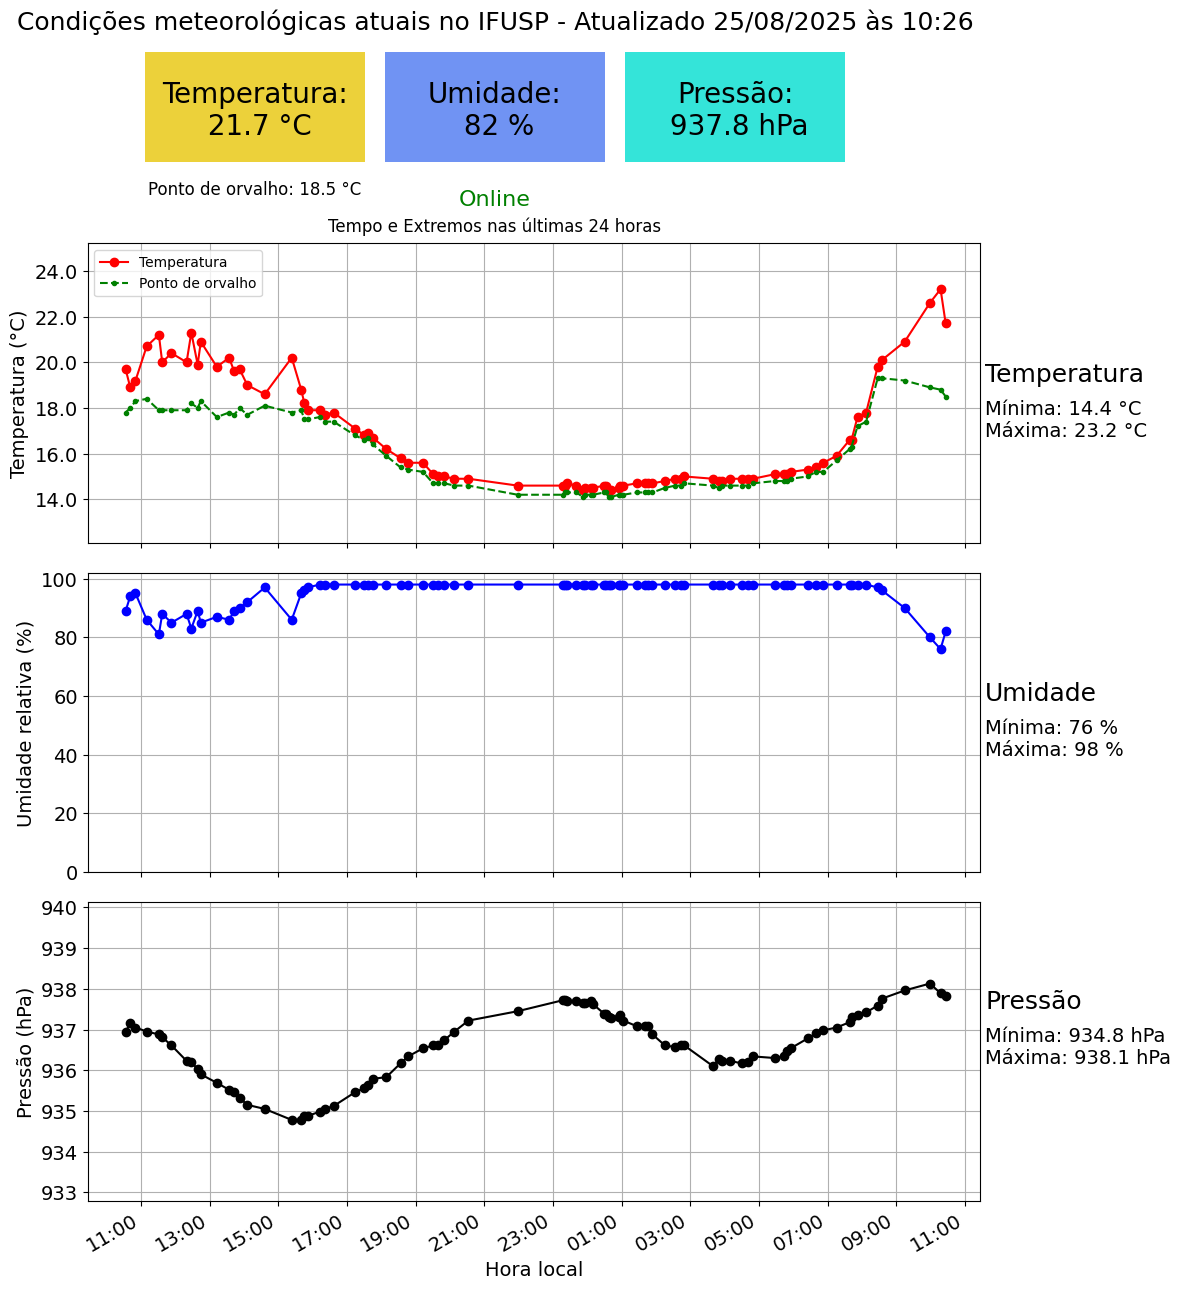 Condições meteorológicas atuais no IFUSP - Atualizado 25/08/2025 às 10:26
Temperatura:
21.7 °C
Umidade:
82 %
Pressão:
937.8 hPa
Ponto de orvalho: 18.5 °C
Online
Tempo e Extremos nas últimas 24 horas
Temperatura
Ponto de orvalho
Temperatura (°C)
24.0
22.0
20.0
18.0
16.0
14.0
Temperatura
Mínima: 14.4 °C
Máxima: 23.2 °C
Umidade relativa (%)
100
80
60
40
20
0
Umidade
Mínima: 76 %
Máxima: 98 %
Pressão (hPa)
940
939
938
937
936
935
934
933
Pressão
Mínima: 934.8 hPa
Máxima: 938.1 hPa
11:00 13:00 15:00 17:00 19:00 21:00 23:00 01:00 03:00 05:00 07:00 09:00 11:00
Hora local